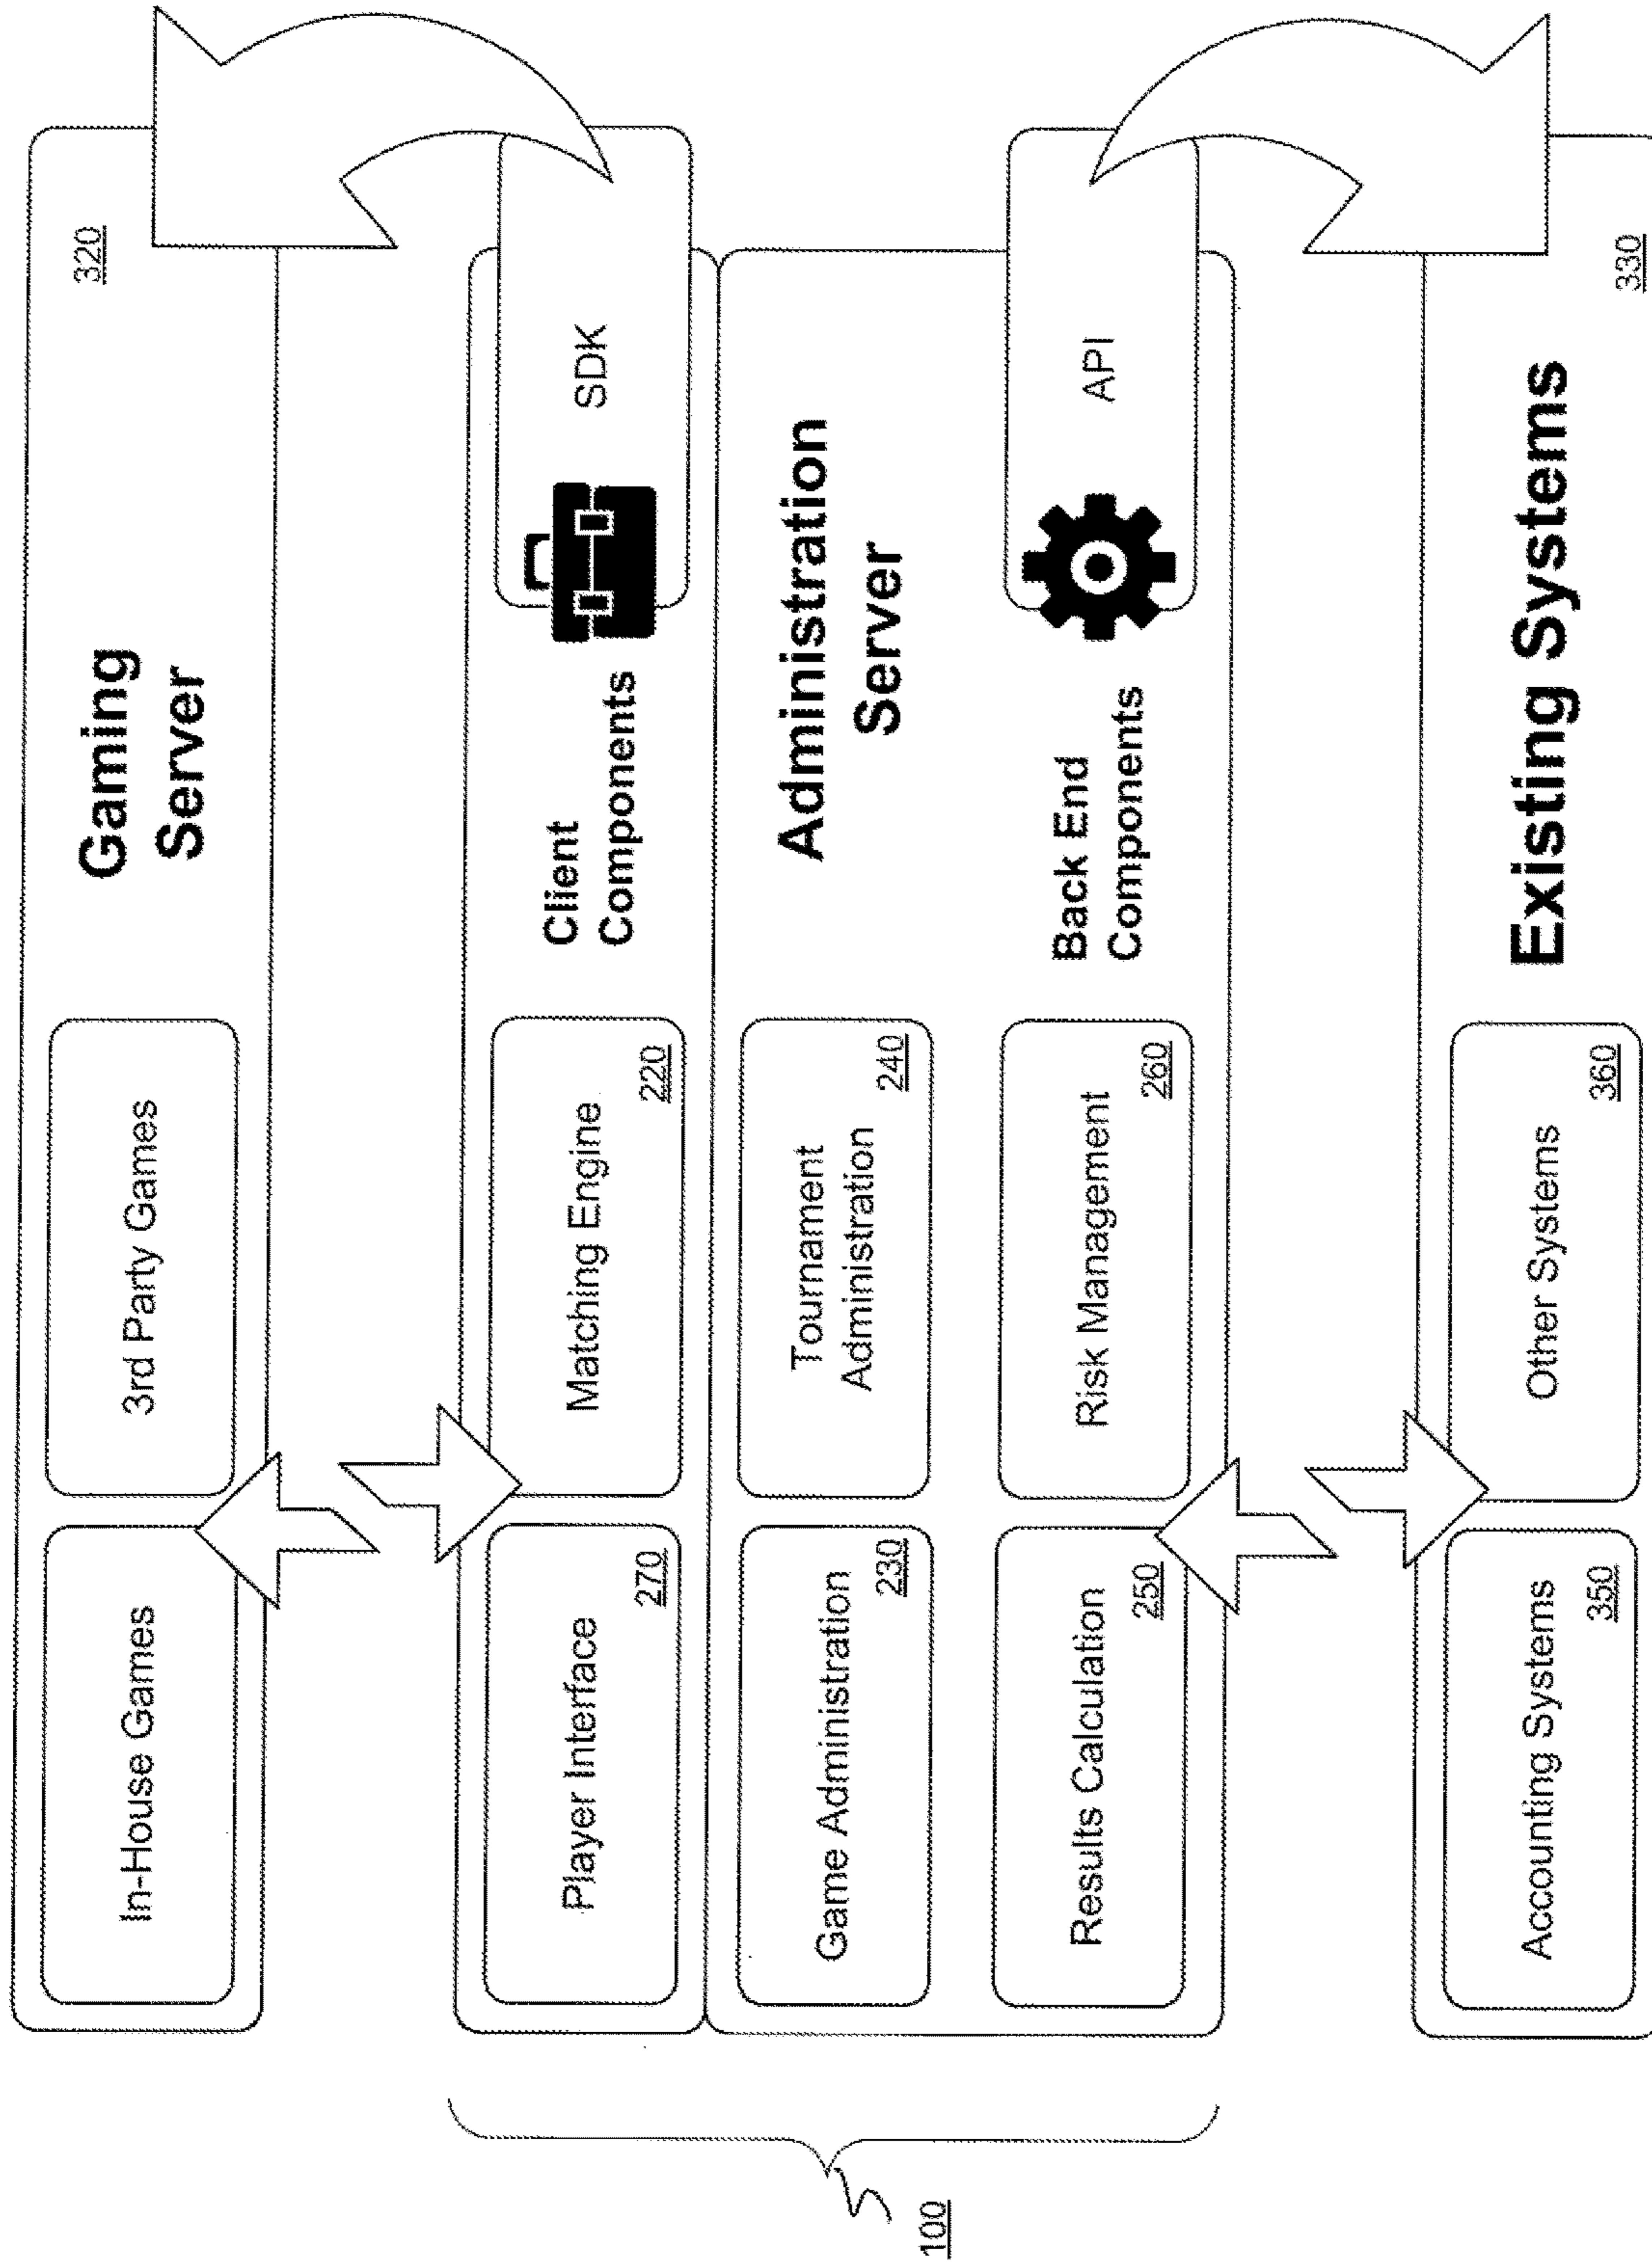 In-House Games
3rd Party Games
Gaming
Server
320
Player Interface
270
Matching Engine
220
Client
Components
SDK
Game Administration
230
Tournament
Administration
240
Administration
Server
Results Calculation
250
Risk Management
260
Back End
Components
API
Accounting Systems
350
Other Systems
360
Existing Systems
330
100